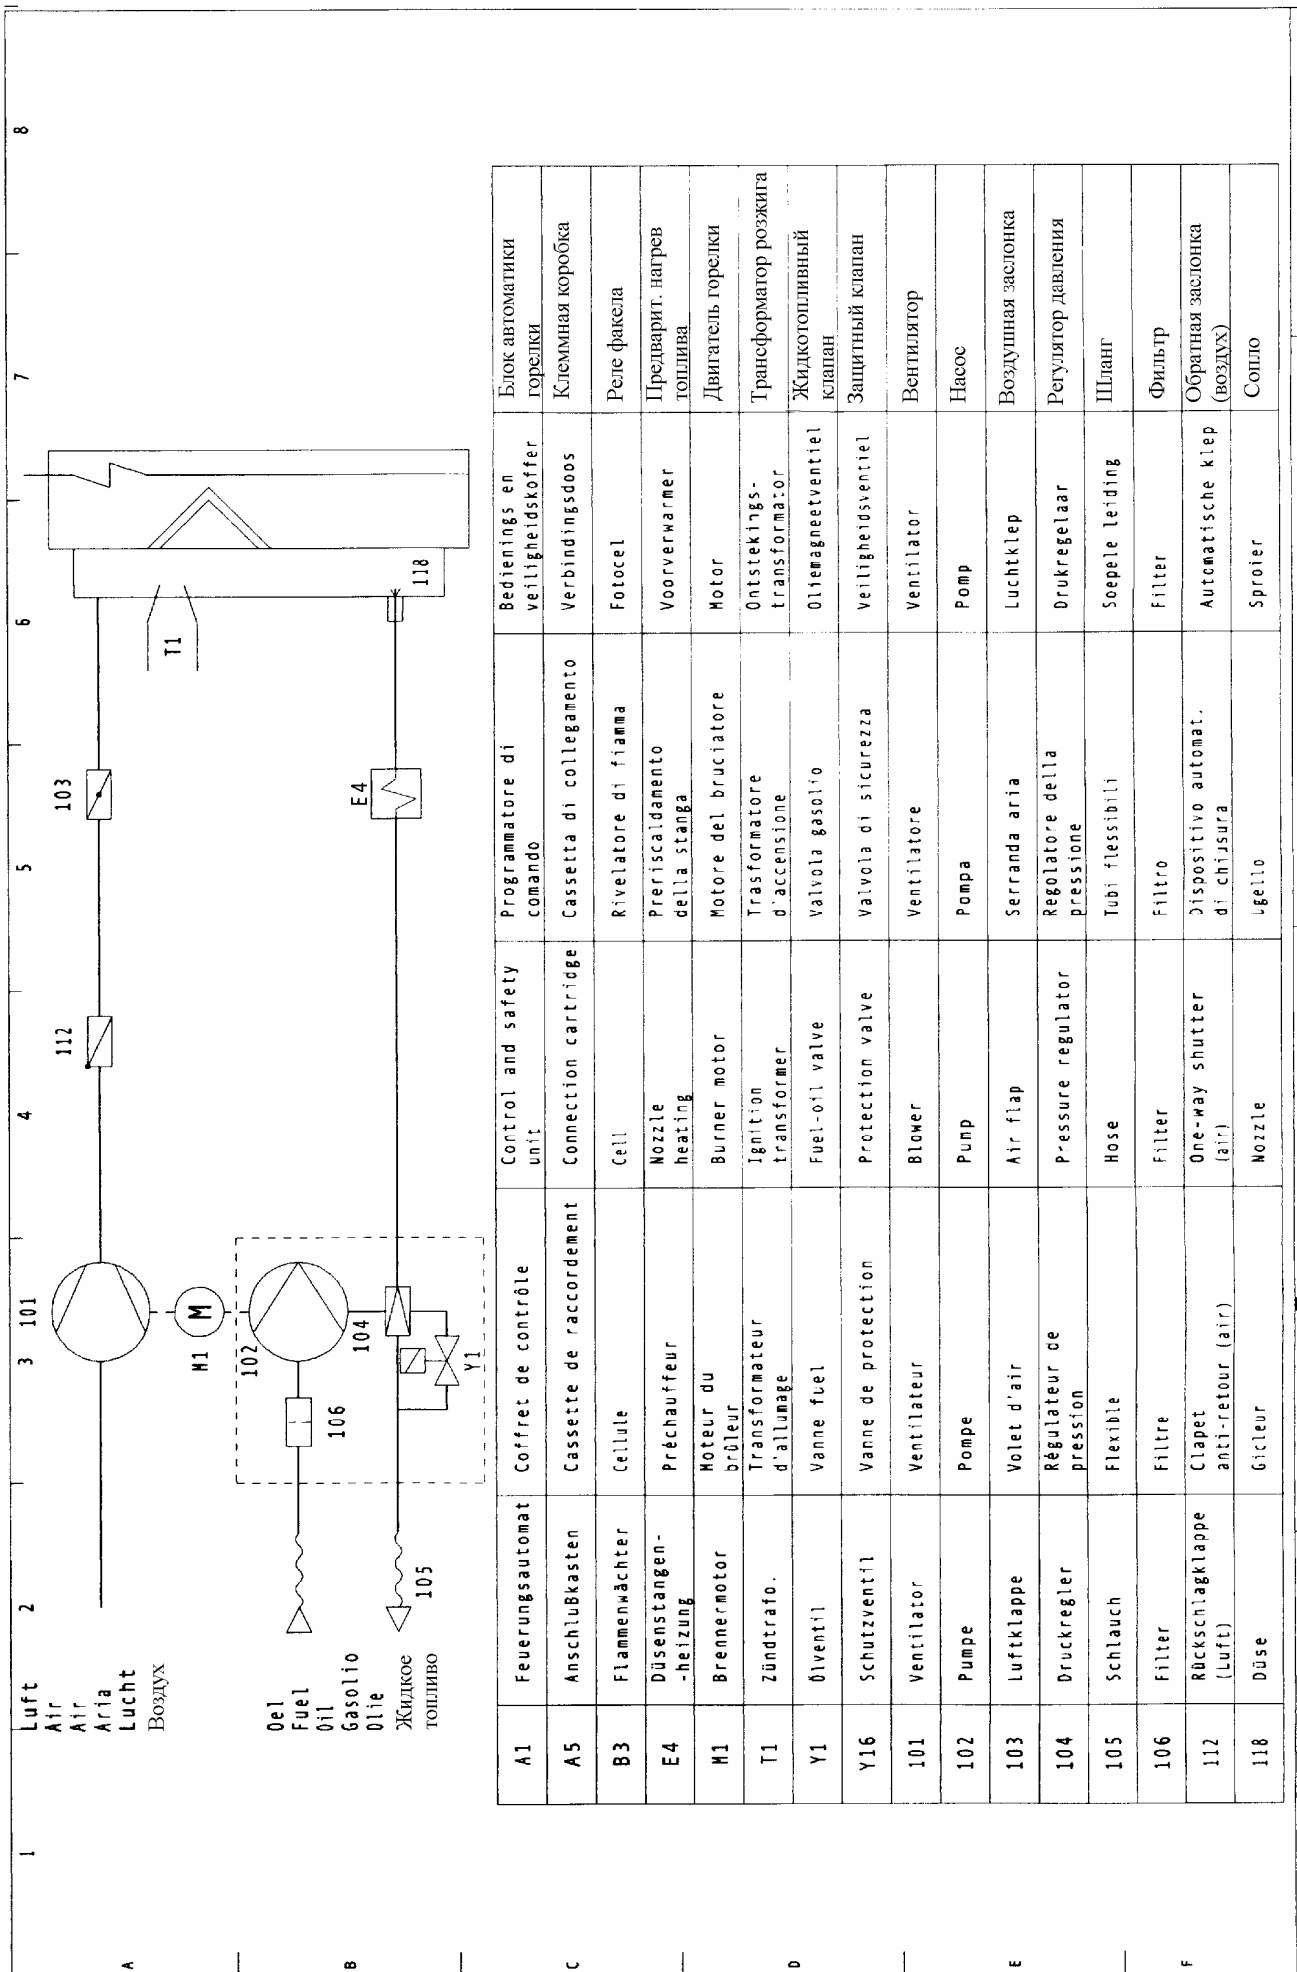 1
2
3
4
5
6
7
8
A
B
C
D
E
F
Luft
Air
Air
Aria
Lucht
Воздух
101
112
103
M1
M
T1
Oel
Fuel
Oil
Gasolio
Olie
Жидкое
топливо
102
106
104
105
Y1
E4
118
A1
Feuerungsautomat
Coffret de contrôle
Control and safety
unit
Programmatore di
comando
Bedienings en
veiligheidskoffer
Блок автоматики
горелки
A5
Anschlußkasten
Cassette de raccordement
Connection cartridge
Cassetta di collegamento
Verbindingsdoos
Клеммная коробка
B3
Flammenwächter
Cellule
Cell
Rivelatore di fiamma
Fotocel
Реле факела
E4
Düsenstangen-
-heizung
Préchauffeur
Nozzle
heating
Preriscaldamento
della stanga
Voorverwarmer
Предварит. нагрев
топлива
M1
Brennermotor
Moteur du
brûleur
Burner motor
Motore del bruciatore
Motor
Двигатель горелки
T1
Zündtrafo.
Transformateur
d'allumage
Ignition
transformer
Trasformatore
d'accensione
Ontstekings-
transformator
Трансформатор розжига
Y1
Ölventil
Vanne fuel
Fuel-oil valve
Valvola gasolio
Oliemagneetventiel
Жидкотопливный
клапан
Y16
Schutzventil
Vanne de protection
Protection valve
Valvola di sicurezza
Veiligheidsventiel
Защитный клапан
101
Ventilator
Ventilateur
Blower
Ventilatore
Ventilator
Вентилятор
102
Pumpe
Pompe
Pump
Pompa
Pomp
Насос
103
Luftklappe
Volet d'air
Air flap
Serranda aria
Luchtklep
Воздушная заслонка
104
Druckregler
Régulateur de
pression
Pressure regulator
Regolatore della
pressione
Drukregelaar
Регулятор давления
105
Schlauch
Flexible
Hose
Tubi flessibili
Soepele leiding
Шланг
106
Filter
Filtre
Filter
Filtro
Filter
Фильтр
112
Rückschlagklappe
(Luft)
Clapet
anti-retour (air)
One-way shutter
(air)
Dispositivo automat.
di chiusura
Automatische klep
Обратная заслонка
(воздух)
118
Düse
Gicleur
Nozzle
Ugello
Sproier
Сопло